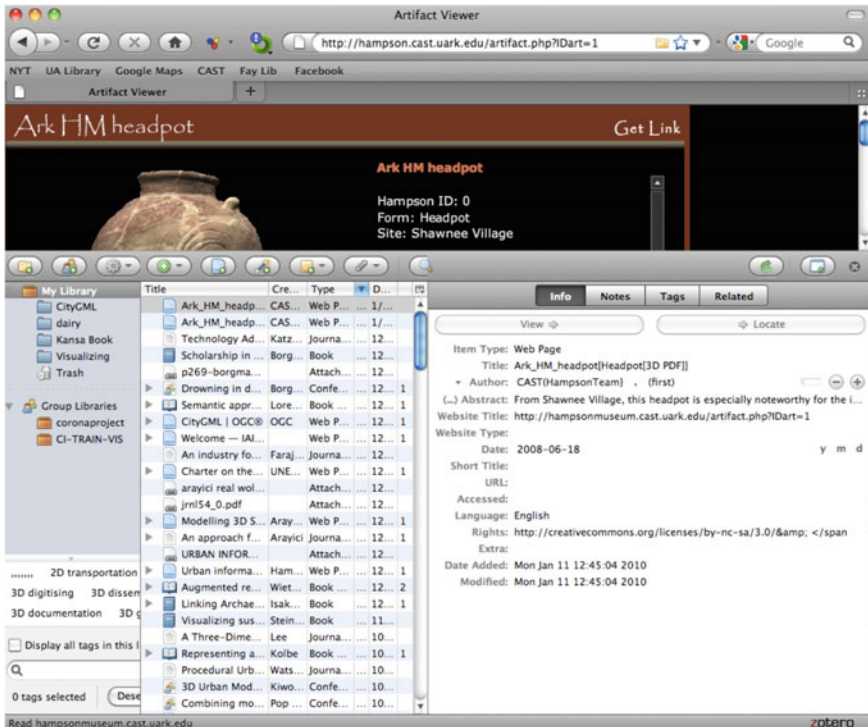 Artifact Viewer
http://hampson.cast.uark.edu/artifact.php?IDart=1
Google
NYT UA Library Google Maps CAST Fay Lib Facebook
Artifact Viewer +
Ark HM headpot Get Link
Ark HM headpot
Hampson ID: 0
Form: Headpot
Site: Shawnee Village
My Library
CityGML
dairy
Kansa Book
Visualizing
Trash
Group Libraries
coronaproject
CI-TRAIN-VIS
,,,,,,, 2D transportation
3D digitising 3D dissem
3D documentation 3D g
Display all tags in this l
0 tags selected Dese
Title Cre... Type D...
Ark_HM_headp... CAS... Web P... ... 1/...
Ark_HM_headp... CAS... Web P... ... 1/...
Technology Ad... Katz... Journa... ... 12...
Scholarship in ... Borg... Book ... 12...
p269-borgma... Attach... ... 12...
Drowning in d... Borg... Confe... ... 12... 1
Semantic appr... Lore... Book ... ... 12... 1
CityGML | OGC® OGC Web P... ... 12... 1
Welcome — IAI... Web P... ... 12... 1
An industry fo... Faraj... Journa... ... 12...
Charter on the... UNE... Web P... ... 12... 1
arayici real wol... Attach... ... 12...
jrnl54_0.pdf Attach... ... 12...
Modelling 3D S... Aray... Web P... ... 12... 1
An approach f... Arayici Journa... ... 12... 1
URBAN INFOR... Attach... ... 12...
Urban informa... Ham... Web P... ... 12... 1
Augmented re... Wiet... Book ... ... 12... 2
Linking Archae... Isak... Book ... 12... 1
Visualizing sus... Stein... Book ... 11...
A Three-Dime... Lee Journa... ... 10...
Representing a... Kolbe Book ... ... 10... 1
Procedural Urb... Wats... Journa... ... 10...
3D Urban Mod... Kiwo... Confe... ... 10...
Combining mo... Pop ... Confe... ... 10...
Info Notes Tags Related
View Locate
Item Type: Web Page
Title: Ark_HM_headpot[Headpot[3D PDF]]
Author: CAST(HampsonTeam) , (first)
(...) Abstract: From Shawnee Village, this headpot is especially noteworthy for the i...
Website Title: http://hampsonmuseum.cast.uark.edu/artifact.php?IDart=1
Website Type:
Date: 2008-06-18 y m d
Short Title:
URL:
Accessed:
Language: English
Rights: http://creativecommons.org/licenses/by-nc-sa/3.0/&amp; </span
Extra:
Date Added: Mon Jan 11 12:45:04 2010
Modified: Mon Jan 11 12:45:04 2010
Read hampsonmuseum.cast.uark.edu zotero